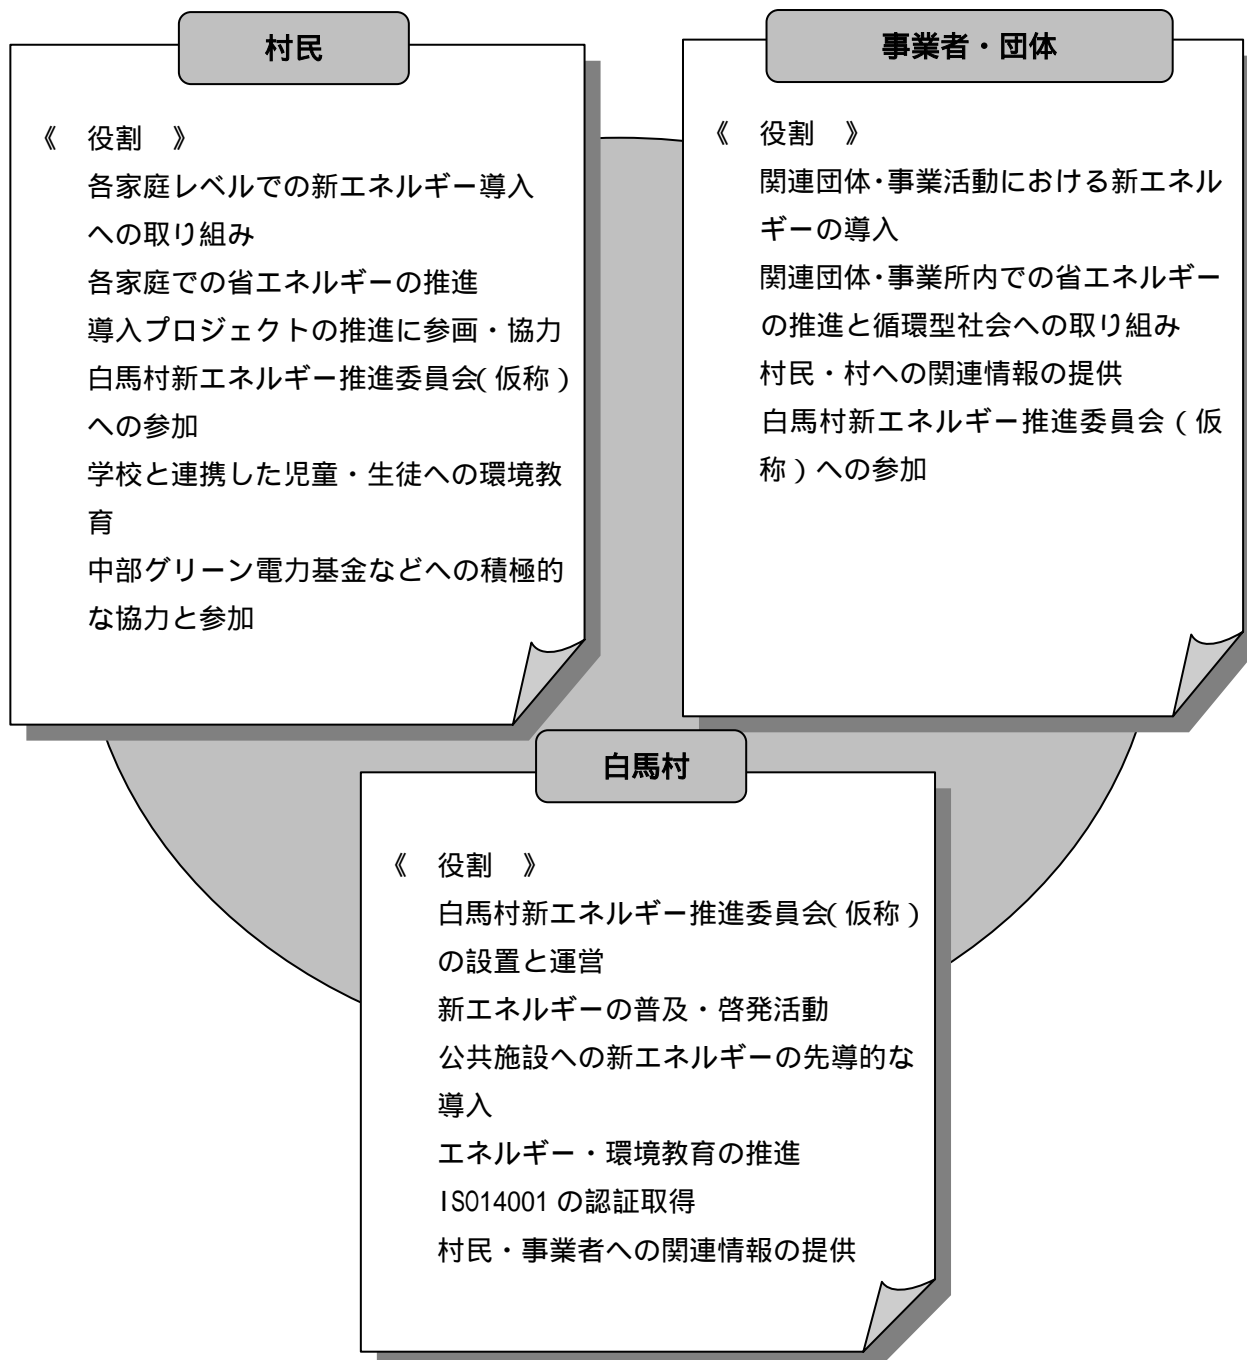 村民
《　役割　》
各家庭レベルでの新エネルギー導入
への取り組み
各家庭での省エネルギーの推進
導入プロジェクトの推進に参画・協力
白馬村新エネルギー推進委員会(仮称)
への参加
学校と連携した児童・生徒への環境教
育
中部グリーン電力基金などへの積極的
な協力と参加
事業者・団体
《　役割　》
関連団体・事業活動における新エネル
ギーの導入
関連団体・事業所内での省エネルギー
の推進と循環型社会への取り組み
村民・村への関連情報の提供
白馬村新エネルギー推進委員会(仮
称)への参加
白馬村
《　役割　》
白馬村新エネルギー推進委員会(仮称)
の設置と運営
新エネルギーの普及・啓発活動
公共施設への新エネルギーの先導的な
導入
エネルギー・環境教育の推進
ISO14001 の認証取得
村民・事業者への関連情報の提供